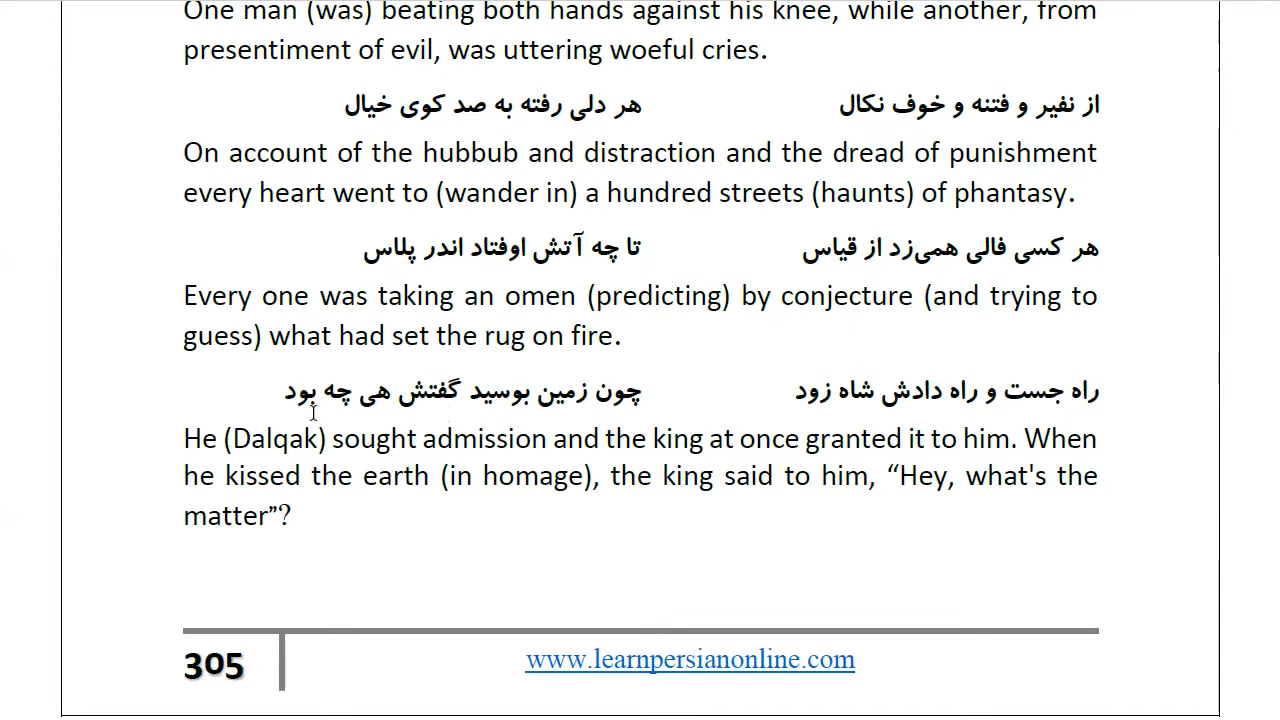 One man (was) beating both hands against his knee, while another, from
presentiment of evil, was uttering woeful cries.
از نفیر و فتنه و خوف نکال هر دلی رفته به صد کوی خیال
On account of the hubbub and distraction and the dread of punishment
every heart went to (wander in) a hundred streets (haunts) of phantasy.
هر کسی فالی همی‌زد از قیاس تا چه آتش اوفتاد اندر پلاس
Every one was taking an omen (predicting) by conjecture (and trying to
guess) what had set the rug on fire.
راه جست و راه دادش شاه زود چون زمین بوسید گفتش هی چه بود
He (Dalqak) sought admission and the king at once granted it to him. When
he kissed the earth (in homage), the king said to him, “Hey, what's the
matter”?
305
www.learnpersianonline.com